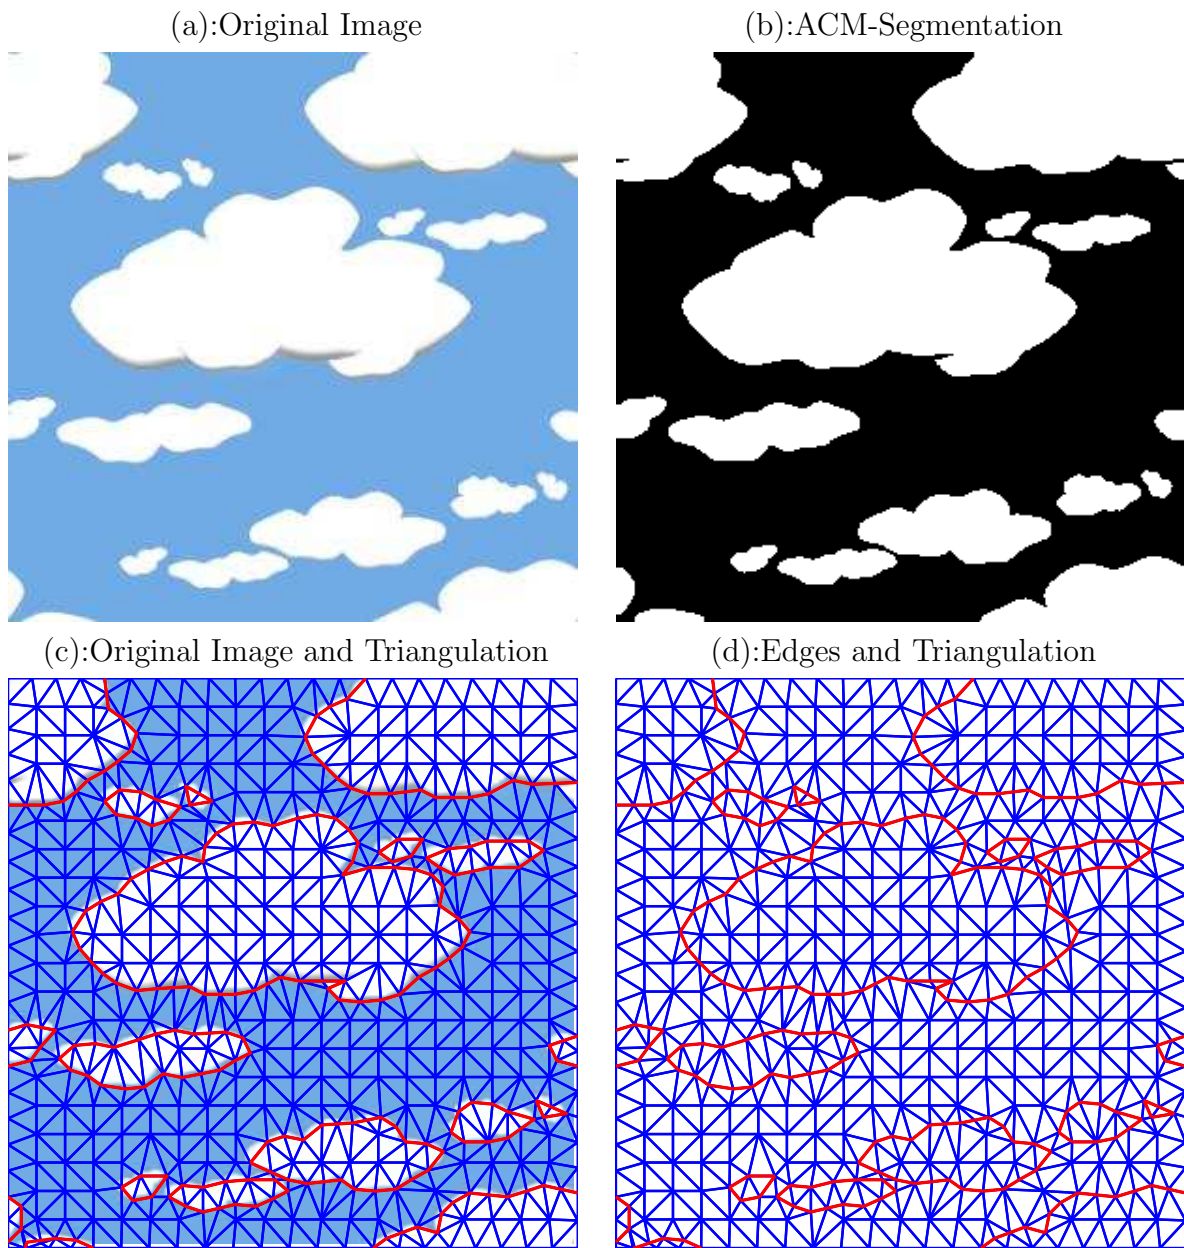 (a):Original Image
(b):ACM-Segmentation
(c):Original Image and Triangulation
(d):Edges and Triangulation